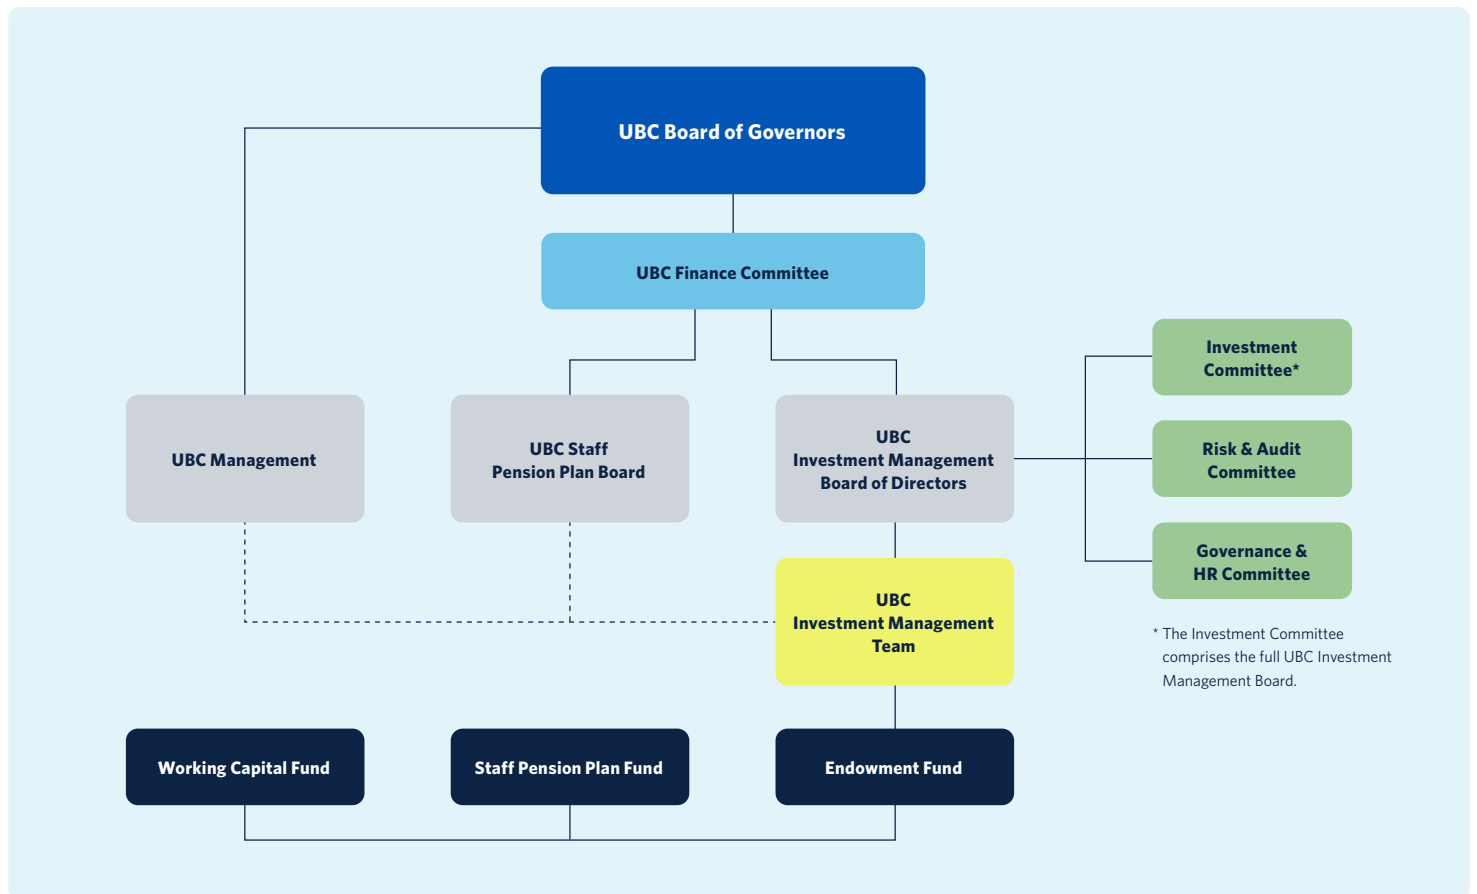 UBC Board of Governors
UBC Finance Committee
Investment
Committee*
Risk & Audit
Committee
Governance &
HR Committee
* The Investment Committee
comprises the full UBC Investment
Management Board.
UBC Management
UBC Staff
Pension Plan Board
UBC
Investment Management
Board of Directors
UBC
Investment Management
Team
Working Capital Fund
Staff Pension Plan Fund
Endowment Fund